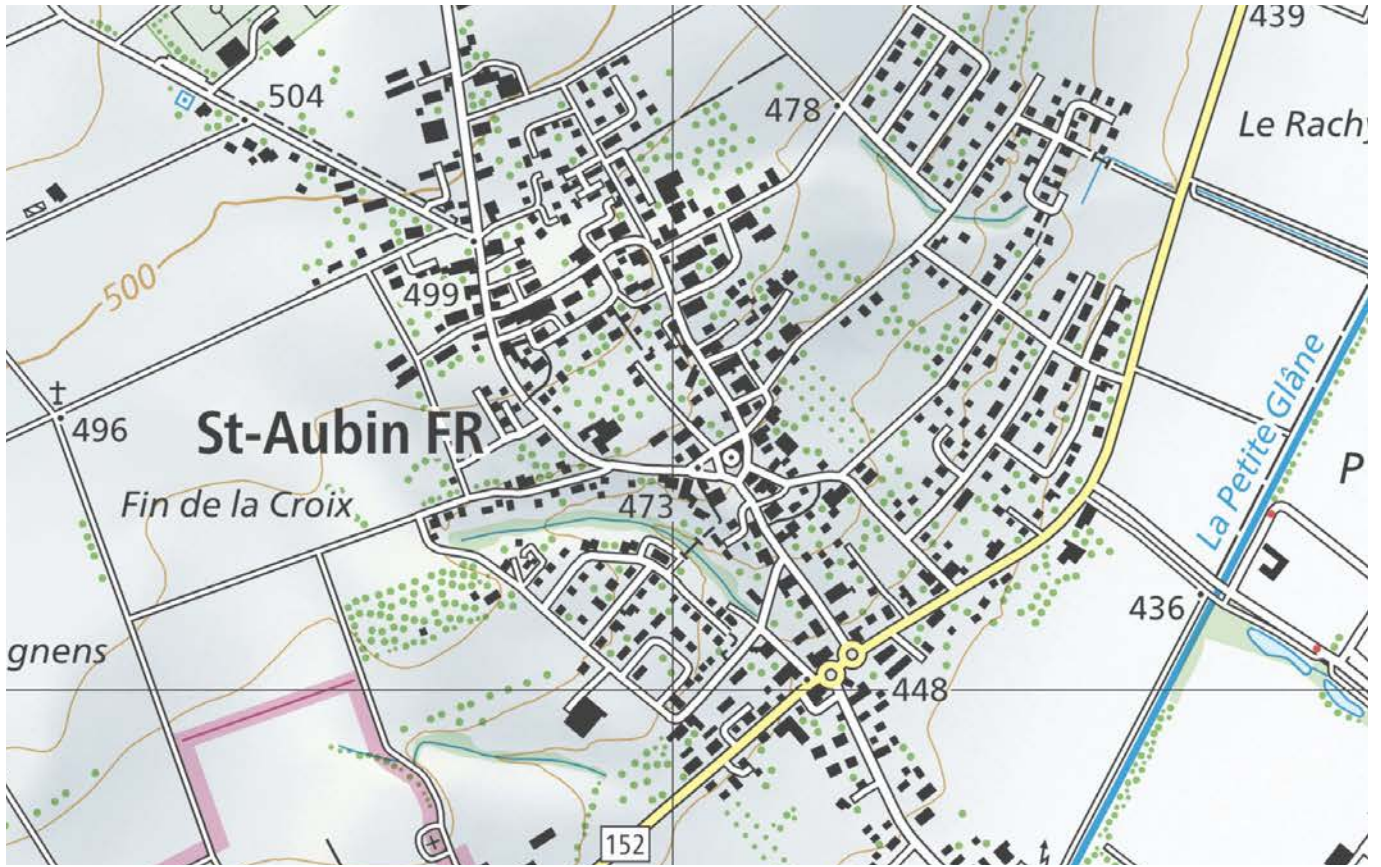 439
504
478
Le Rachy
500
499
496
St-Aubin FR
La Petite Glâne
P
Fin de la Croix
473
436
gnens
448
152